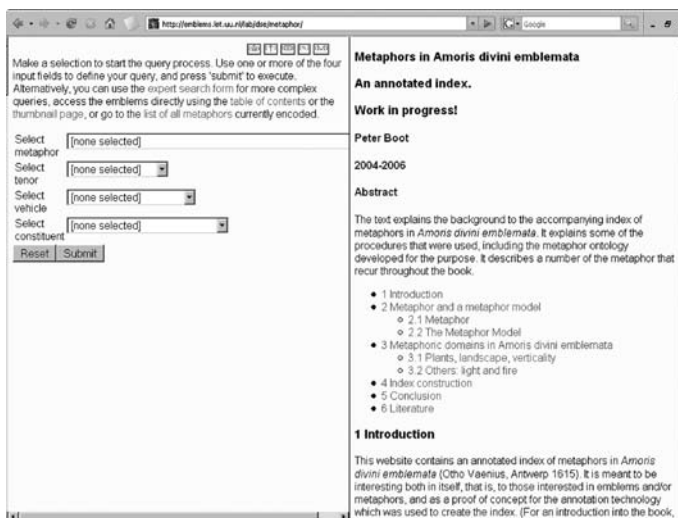 http://emblems.let.uu.nl/lab/dse/metaphor/
Google
Make a selection to start the query process. Use one or more of the four
input fields to define your query, and press 'submit' to execute.
Alternatively, you can use the expert search form for more complex
queries, access the emblems directly using the table of contents or the
thumbnail page, or go to the list of all metaphors currently encoded.
Select
metaphor
[none selected]
Select
tenor
[none selected]
Select
vehicle
[none selected]
Select
constituent
[none selected]
Reset Submit
Metaphors in Amoris divini emblemata
An annotated index.
Work in progress!
Peter Boot
2004-2006
Abstract
The text explains the background to the accompanying index of
metaphors in Amoris divini emblemata. It explains some of the
procedures that were used, including the metaphor ontology
developed for the purpose. It describes a number of the metaphor that
recur throughout the book.
1 Introduction
2 Metaphor and a metaphor model
2.1 Metaphor
2.2 The Metaphor Model
3 Metaphoric domains in Amoris divini emblemata
3.1 Plants, landscape, verticality
3.2 Others: light and fire
4 Index construction
5 Conclusion
6 Literature
1 Introduction
This website contains an annotated index of metaphors in Amoris
divini emblemata (Otho Vaenius, Antwerp 1615). It is meant to be
interesting both in itself, that is, to those interested in emblems and/or
metaphors, and as a proof of concept for the annotation technology
which was used to create the index. (For an introduction into the book,